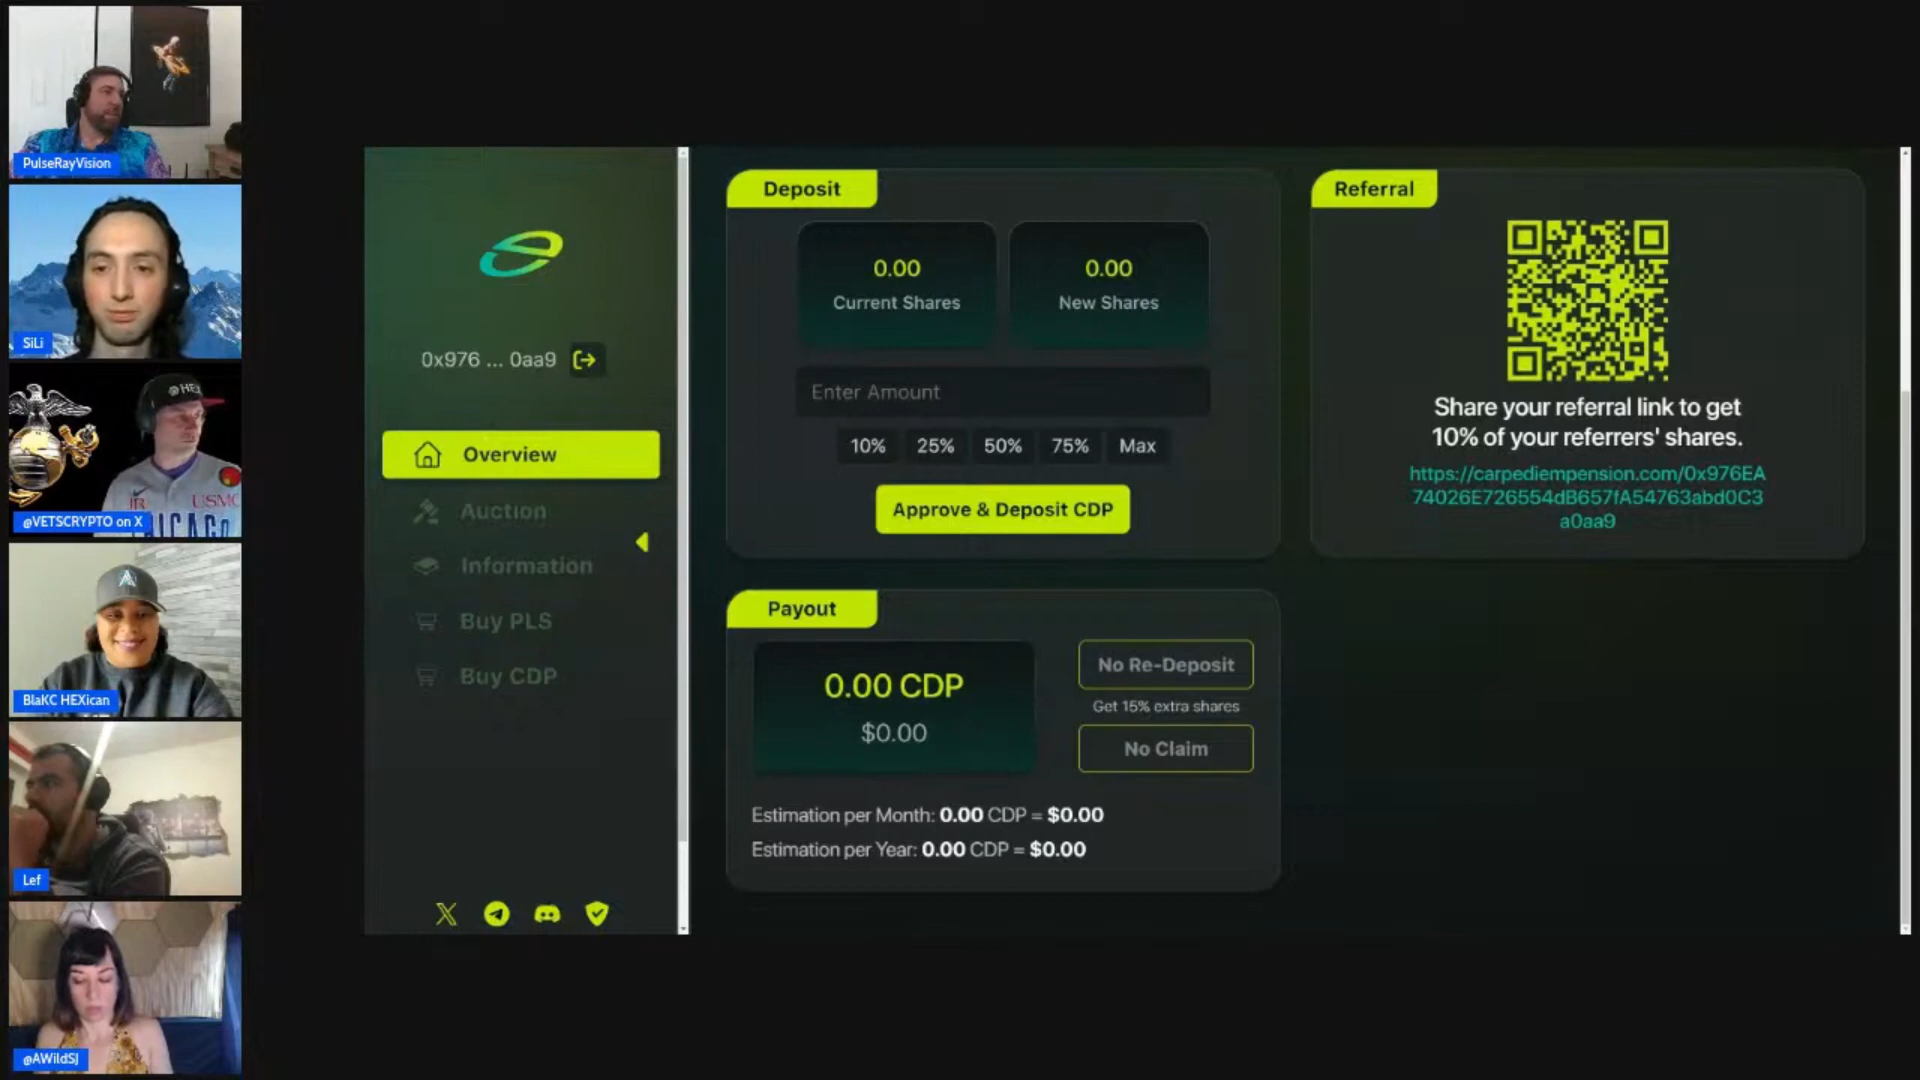 PulseRayVision
SiLi
@HEX
JR
USMC
CHICAGO
@VETSCRYPTO on X
BlaKC HEXican
Lef
@AWildSJ
0x976 ... 0aa9
Overview
Auction
Information
Buy PLS
Buy CDP
Deposit
0.00
Current Shares
0.00
New Shares
Enter Amount
10% 25% 50% 75% Max
Approve & Deposit CDP
Payout
0.00 CDP
$0.00
No Re-Deposit
Get 15% extra shares
No Claim
Estimation per Month: 0.00 CDP = $0.00
Estimation per Year: 0.00 CDP = $0.00
Referral
Share your referral link to get
10% of your referrers' shares.
https://carpediempension.com/0x976EA
74026E726554dB657fA54763abd0C3
a0aa9